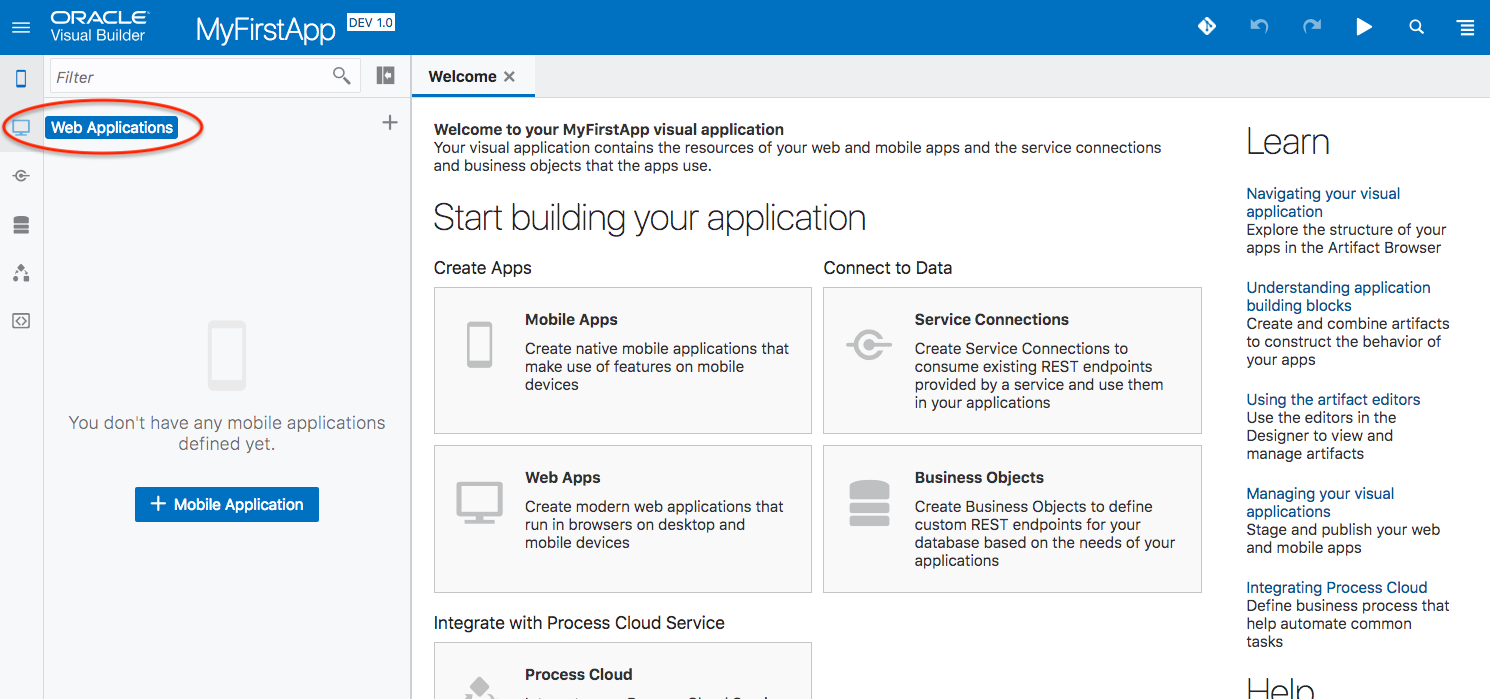 ORACLE
Visual Builder
MyFirstApp
DEV 1.0
Filter
Web Applications
You don't have any mobile applications
defined yet.
+ Mobile Application
Welcome
Welcome to your MyFirstApp visual application
Your visual application contains the resources of your web and mobile apps and the service connections
and business objects that the apps use.
Start building your application
Create Apps
Mobile Apps
Create native mobile applications that
make use of features on mobile
devices
Web Apps
Create modern web applications that
run in browsers on desktop and
mobile devices
Connect to Data
Service Connections
Create Service Connections to
consume existing REST endpoints
provided by a service and use them
in your applications
Business Objects
Create Business Objects to define
custom REST endpoints for your
database based on the needs of your
applications
Integrate with Process Cloud Service
Process Cloud
Learn
Navigating your visual
application
Explore the structure of your
apps in the Artifact Browser
Understanding application
building blocks
Create and combine artifacts
to construct the behavior of
your apps
Using the artifact editors
Use the editors in the
Designer to view and
manage artifacts
Managing your visual
applications
Stage and publish your web
and mobile apps
Integrating Process Cloud
Define business process that
help automate common
tasks
Help